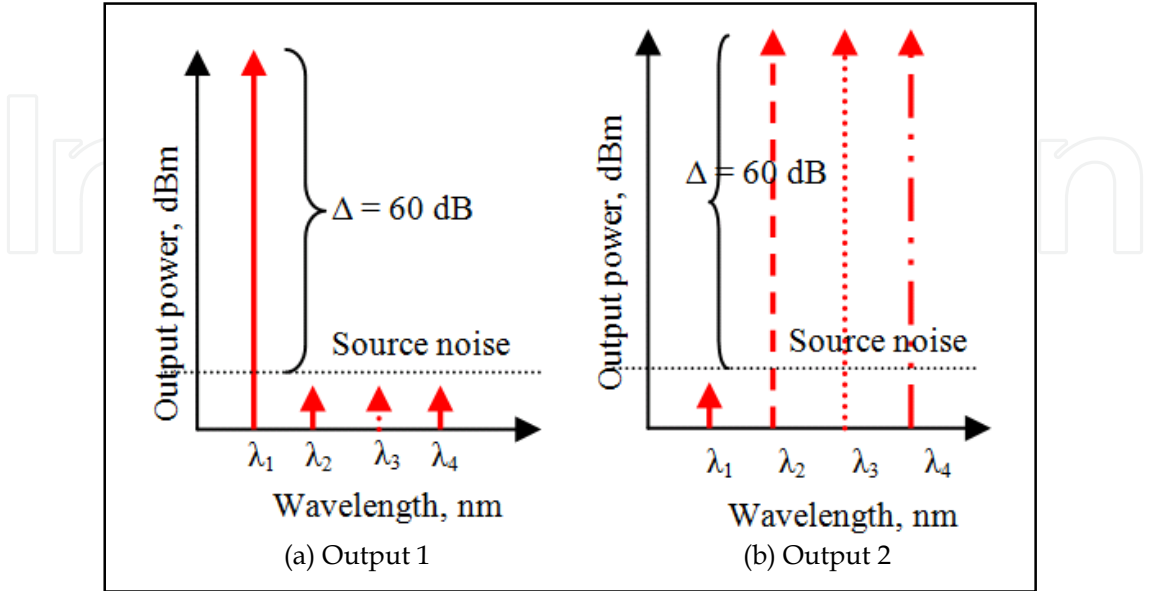 Output power, dBm
Δ = 60 dB
Source noise
λ₁ λ₂ λ₃ λ₄
Wavelength, nm
(a) Output 1
Output power, dBm
Δ = 60 dB
Source noise
λ₁ λ₂ λ₃ λ₄
Wavelength, nm
(b) Output 2